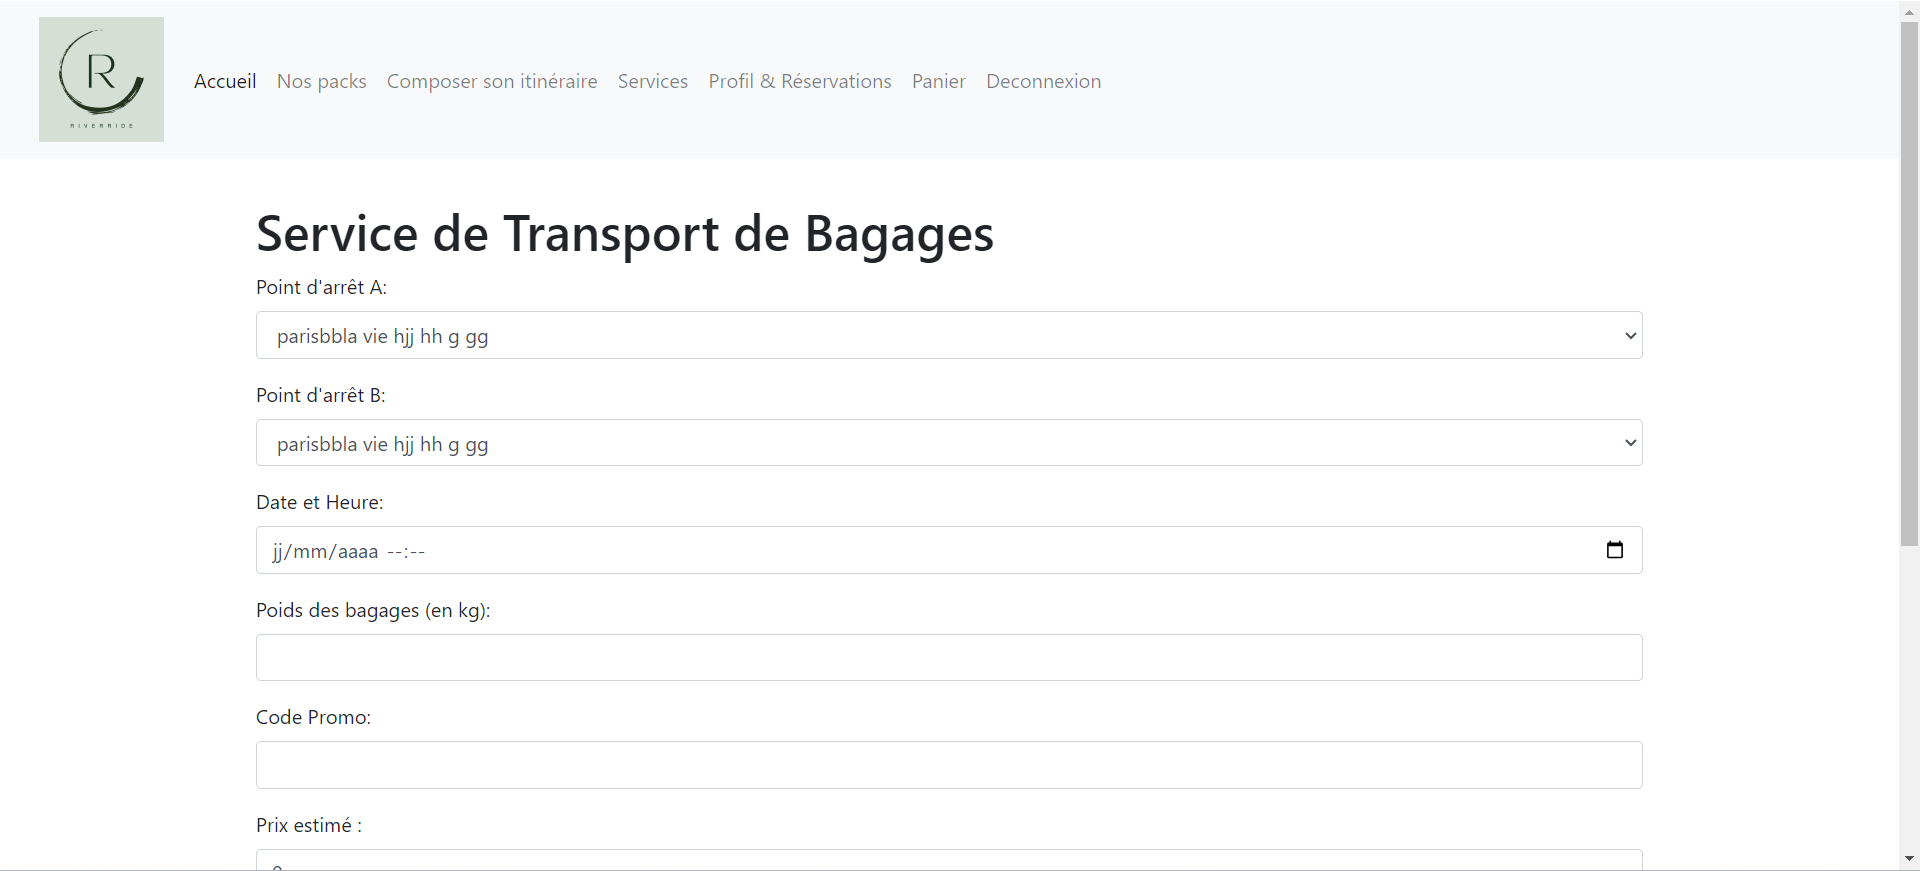 R
RIVERRIDE
Accueil Nos packs Composer son itinéraire Services Profil & Réservations Panier Deconnexion
Service de Transport de Bagages
Point d'arrêt A:
parisbbla vie hjj hh g gg
Point d'arrêt B:
parisbbla vie hjj hh g gg
Date et Heure:
jj/mm/aaaa --:--
Poids des bagages (en kg):
Code Promo:
Prix estimé :